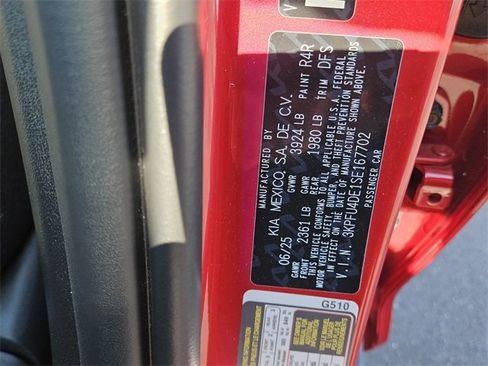 MANUFACTURED BY
KIA MEXICO, S.A. DE C.V.
06/25 GVWR 3924 LB PAINT R4R
GAWR FRONT 2361 LB GAWR REAR 1980 LB TRIM DFS
THIS VEHICLE CONFORMS TO ALL APPLICABLE U.S.A. FEDERAL
MOTOR VEHICLE SAFETY, BUMPER, AND THEFT PREVENTION STANDARDS
IN EFFECT ON THE DATE OF MANUFACTURE SHOWN ABOVE.
V.I.N. : 3KPFU4DE1SE167702
PASSENGER CAR
G510